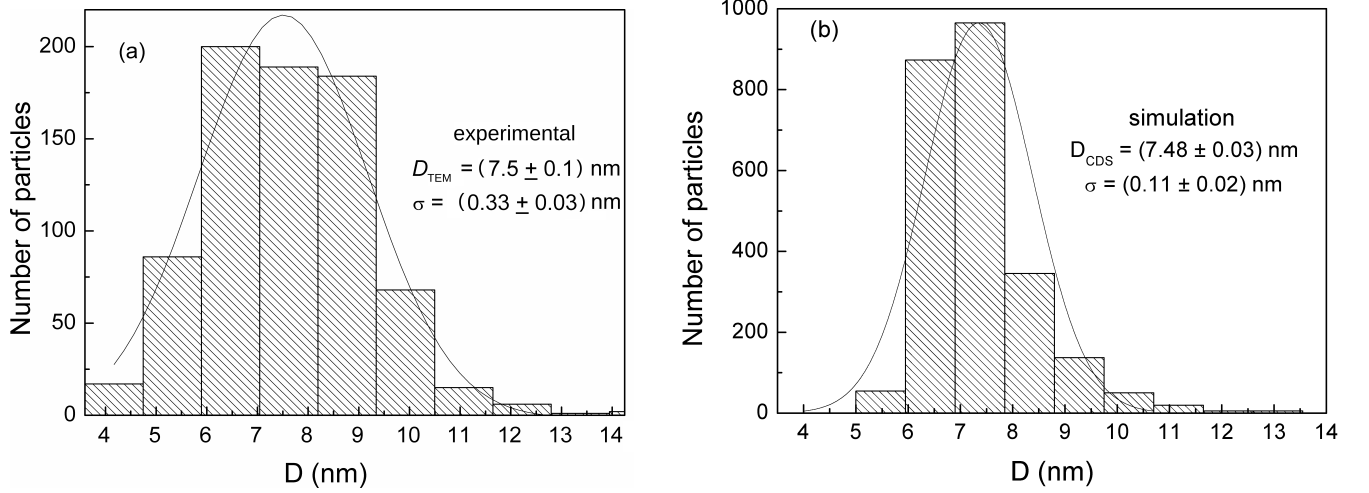 (a)
200
150
100
50
0
Number of particles
experimental
D_TEM = (7.5 ± 0.1) nm
σ = (0.33 ± 0.03) nm
4 5 6 7 8 9 10 11 12 13 14
D (nm)
(b)
1000
800
600
400
200
0
Number of particles
simulation
D_CDS = (7.48 ± 0.03) nm
σ = (0.11 ± 0.02) nm
4 5 6 7 8 9 10 11 12 13 14
D (nm)